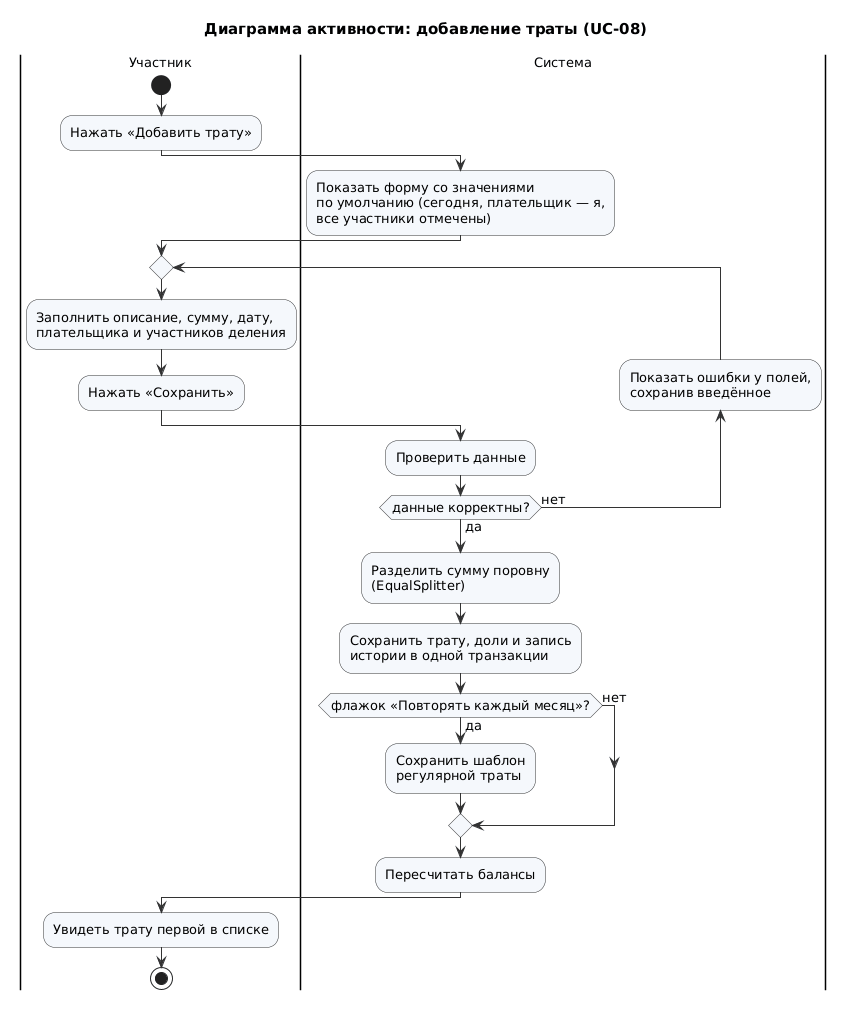 Диаграмма активности: добавление траты (UC-08)
Участник
Система
Нажать «Добавить трату»
Показать форму со значениями
по умолчанию (сегодня, плательщик — я,
все участники отмечены)
Заполнить описание, сумму, дату,
плательщика и участников деления
Показать ошибки у полей,
сохранив введённое
Нажать «Сохранить»
Проверить данные
данные корректны?
нет
да
Разделить сумму поровну
(EqualSplitter)
Сохранить трату, доли и запись
истории в одной транзакции
флажок «Повторять каждый месяц»?
нет
да
Сохранить шаблон
регулярной траты
Пересчитать балансы
Увидеть трату первой в списке